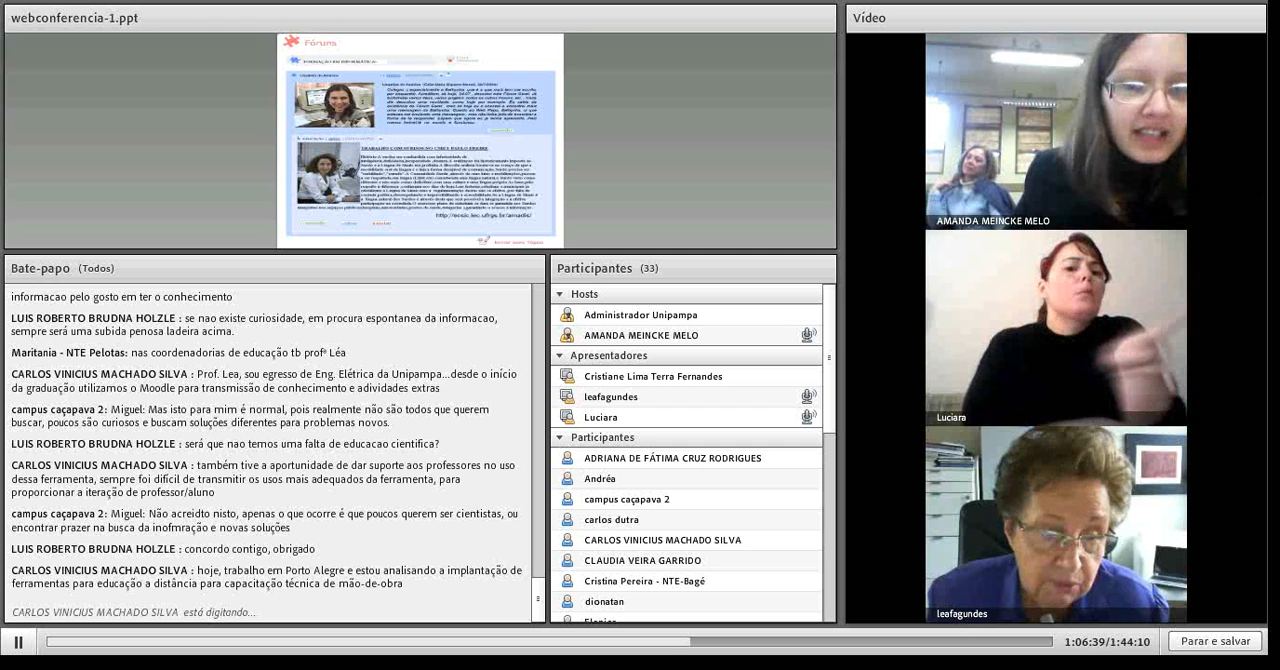 webconferencia-1.ppt
Fóruns
TRABALHO COM SURDOS NO CMET PAULO FREIRE
Bate-papo (Todos)
informacao pelo gosto em ter o conhecimento
LUIS ROBERTO BRUDNA HOLZLE : se nao existe curiosidade, em procura espontanea da informacao,
sempre será uma subida penosa ladeira acima.
Maritania - NTE Pelotas: nas coordenadorias de educação tb profª Léa
CARLOS VINICIUS MACHADO SILVA : Prof. Lea, sou egresso de Eng. Elétrica da Unipampa...desde o início
da graduação utilizamos o Moodle para transmissão de conhecimento e adividades extras
campus caçapava 2: Miguel: Mas isto para mim é normal, pois realmente não são todos que querem
buscar, poucos são curiosos e buscam soluções diferentes para problemas novos.
LUIS ROBERTO BRUDNA HOLZLE : será que nao temos uma falta de educacao cientifica?
CARLOS VINICIUS MACHADO SILVA : também tive a aportunidade de dar suporte aos professores no uso
dessa ferramenta, sempre foi difícil de transmitir os usos mais adequados da ferramenta, para
proporcionar a iteração de professor/aluno
campus caçapava 2: Miguel: Não acreidto nisto, apenas o que ocorre é que poucos querem ser cientistas, ou
encontrar prazer na busca da inofmração e novas soluções
LUIS ROBERTO BRUDNA HOLZLE : concordo contigo, obrigado
CARLOS VINICIUS MACHADO SILVA : hoje, trabalho em Porto Alegre e estou analisando a implantação de
ferramentas para educação a distância para capacitação técnica de mão-de-obra
CARLOS VINICIUS MACHADO SILVA está digitando...
Participantes (33)
Hosts
Administrador Unipampa
AMANDA MEINCKE MELO
Apresentadores
Cristiane Lima Terra Fernandes
leafagundes
Luciara
Participantes
ADRIANA DE FÁTIMA CRUZ RODRIGUES
Andréa
campus caçapava 2
carlos dutra
CARLOS VINICIUS MACHADO SILVA
CLAUDIA VEIRA GARRIDO
Cristina Pereira - NTE-Bagé
dionatan
Vídeo
AMANDA MEINCKE MELO
Luciara
leafagundes
1:06:39/1:44:10
Parar e salvar